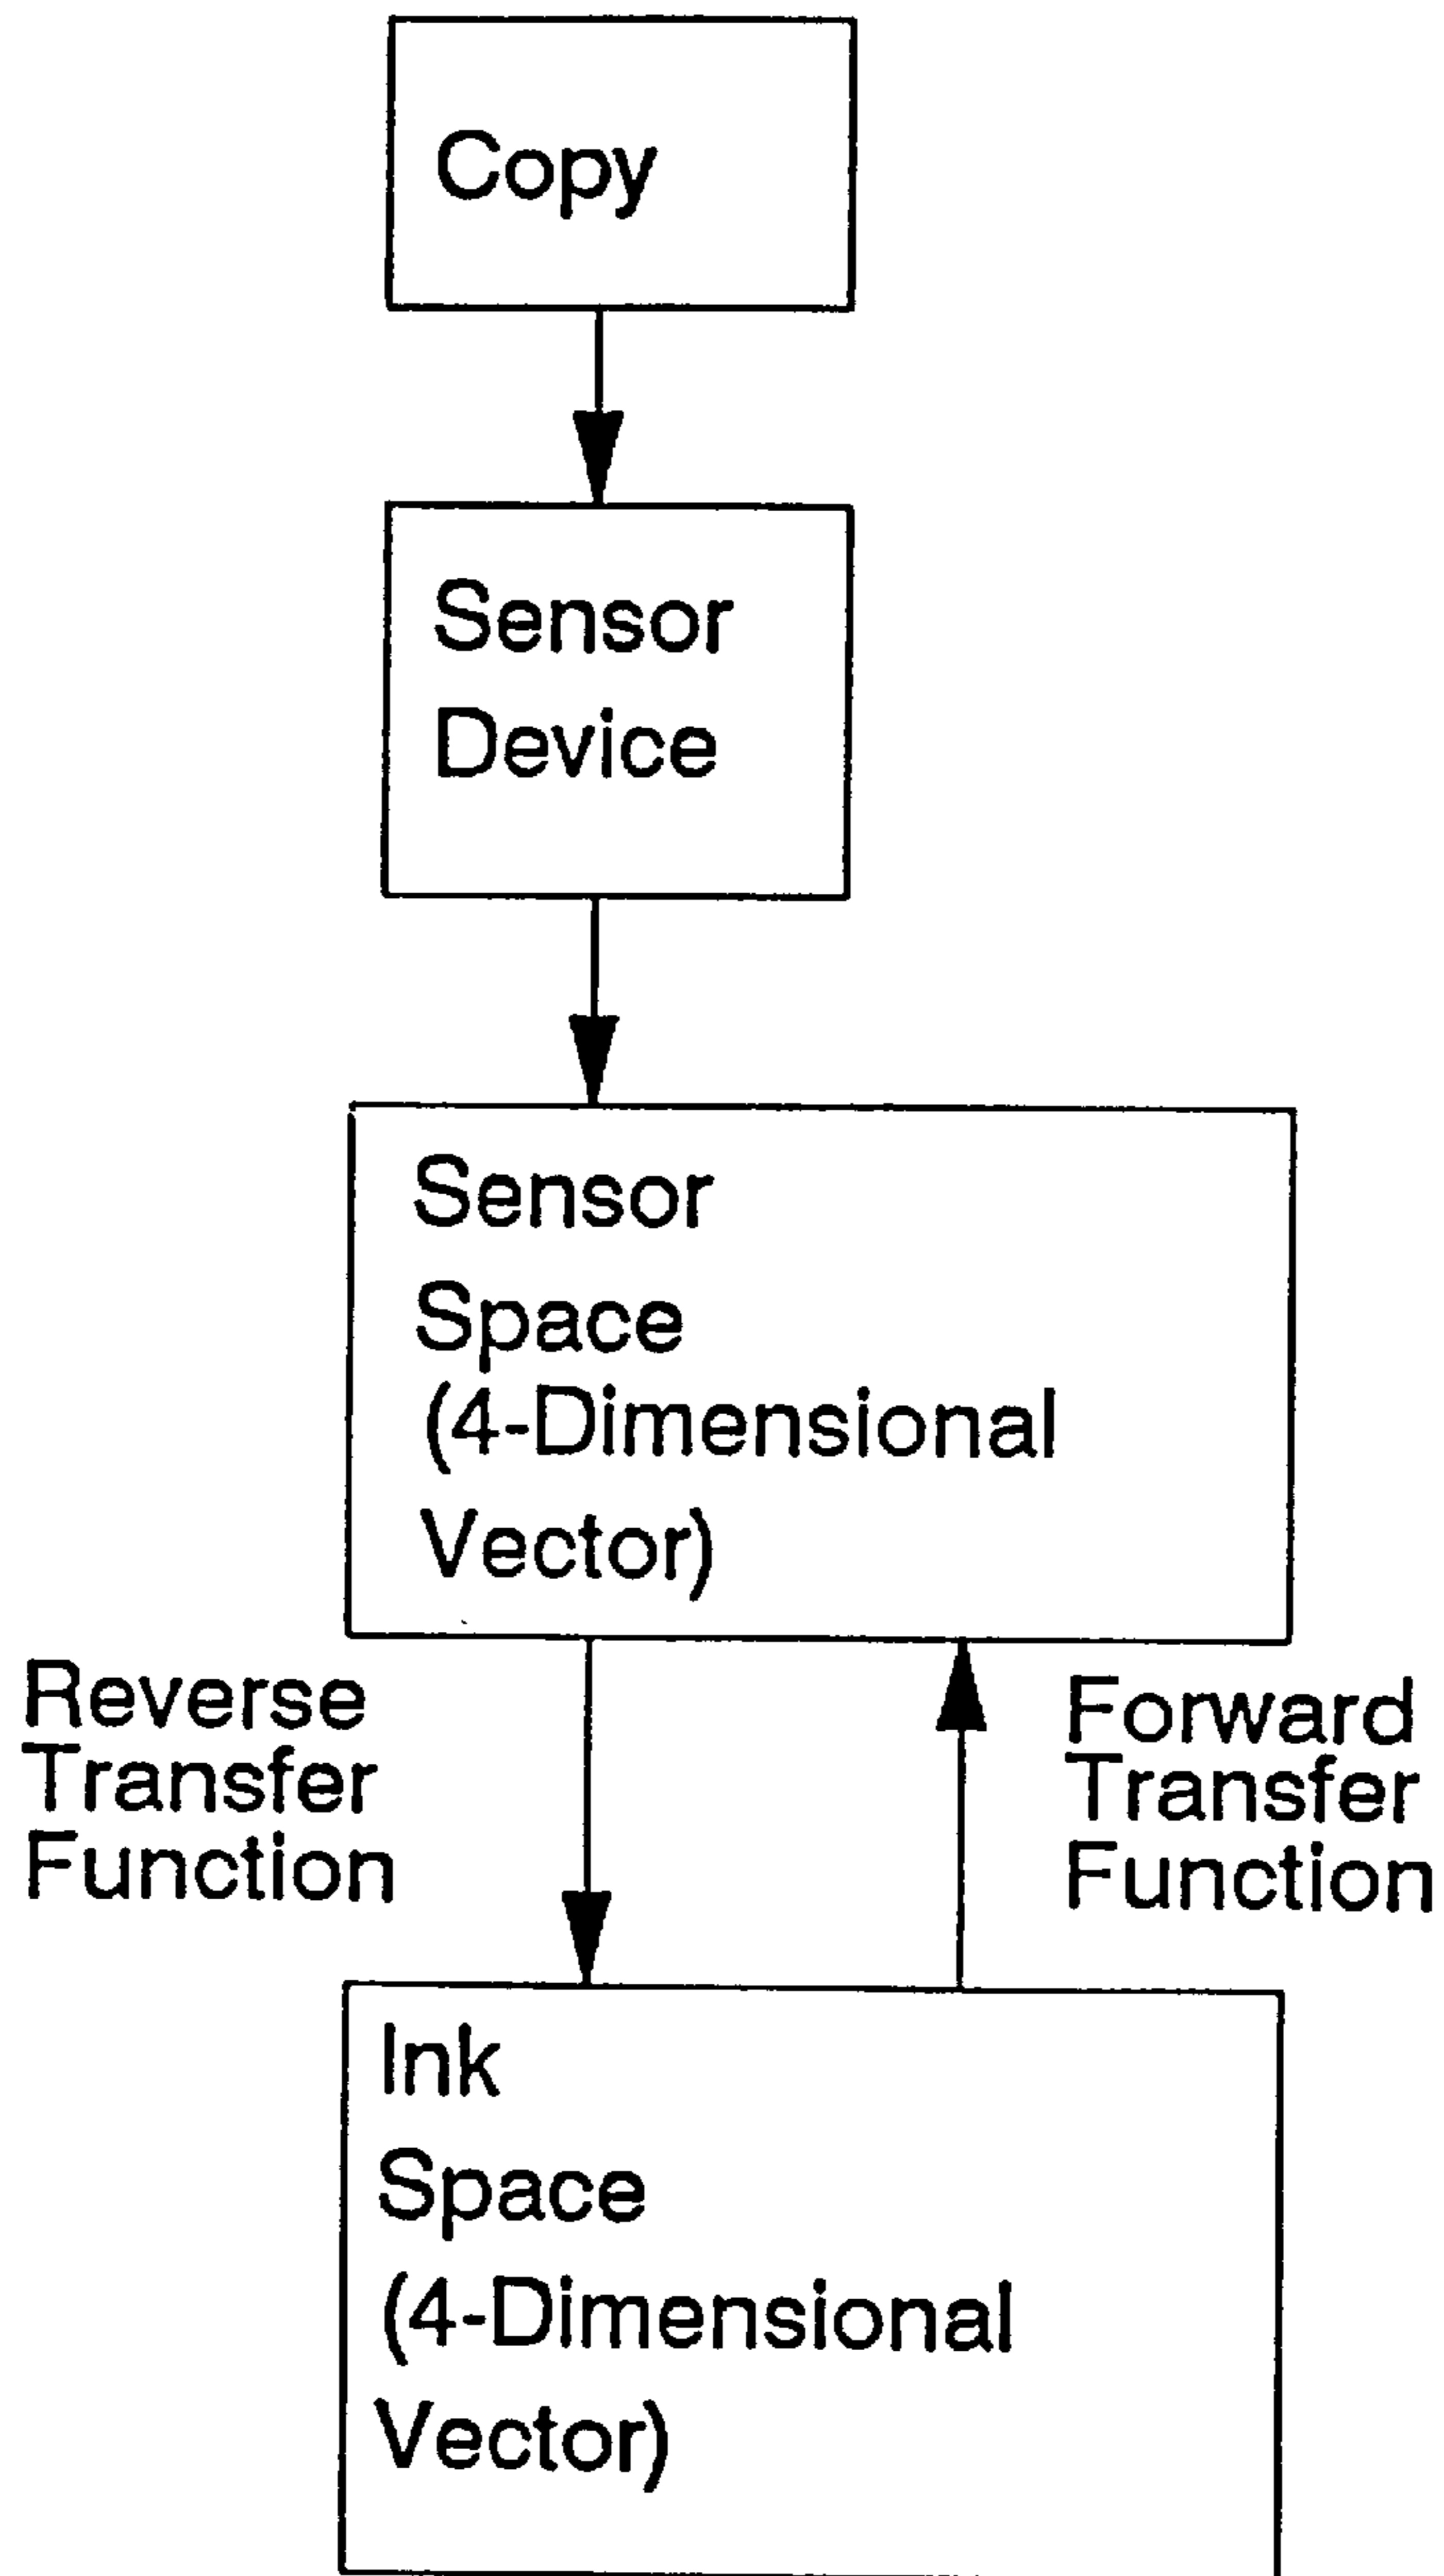 Copy
Sensor
Device
Sensor
Space
(4-Dimensional
Vector)
Reverse
Transfer
Function
Forward
Transfer
Function
Ink
Space
(4-Dimensional
Vector)